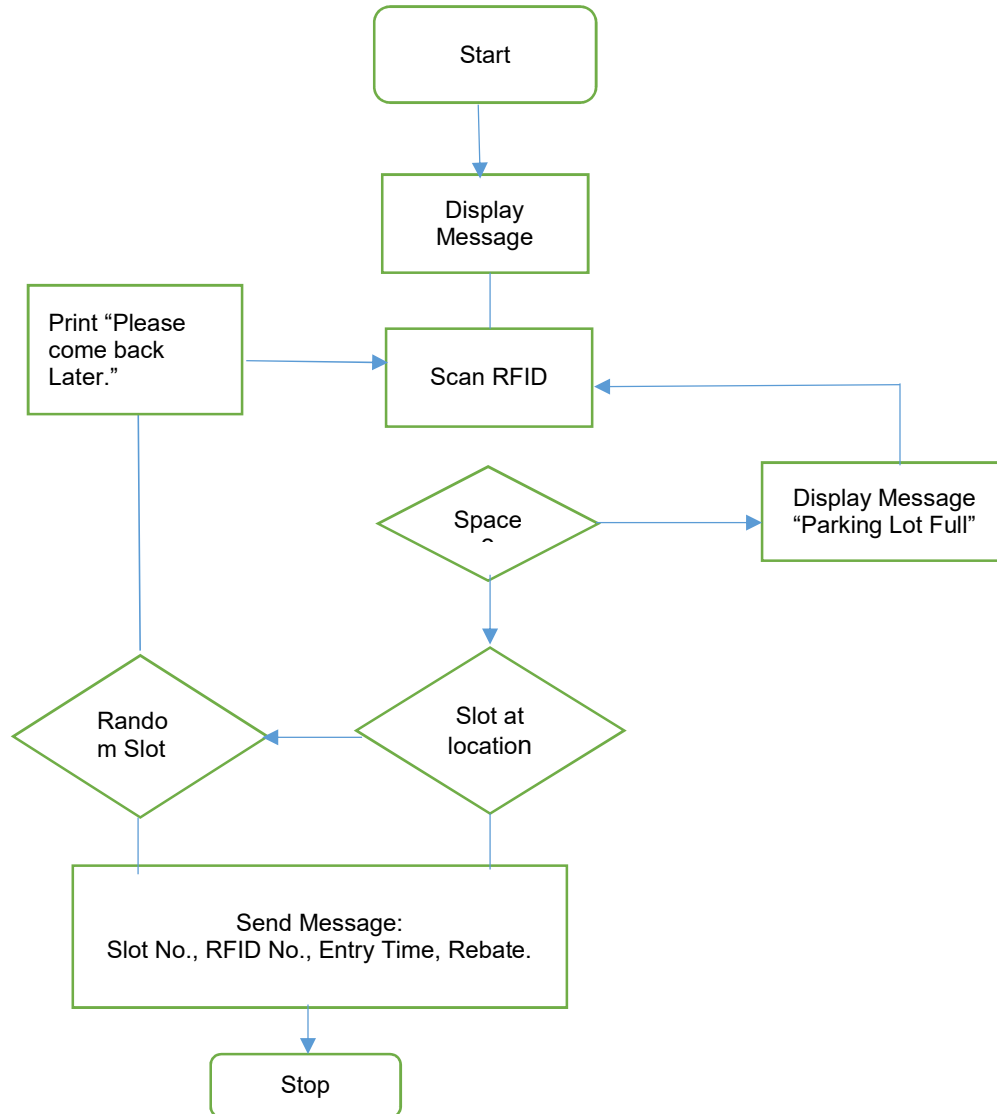 Start
Display
Message
Print “Please
come back
Later.”
Scan RFID
Display Message
“Parking Lot Full”
Space
Slot at
location
Rando
m Slot
Send Message:
Slot No., RFID No., Entry Time, Rebate.
Stop